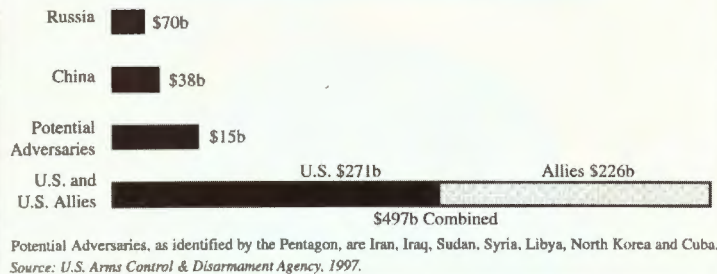 Russia $70b
China $38b
Potential
Adversaries $15b
U.S. $271b Allies $226b
U.S. and
U.S. Allies
$497b Combined
Potential Adversaries, as identified by the Pentagon, are Iran, Iraq, Sudan, Syria, Libya, North Korea and Cuba.
Source: U.S. Arms Control & Disarmament Agency, 1997.